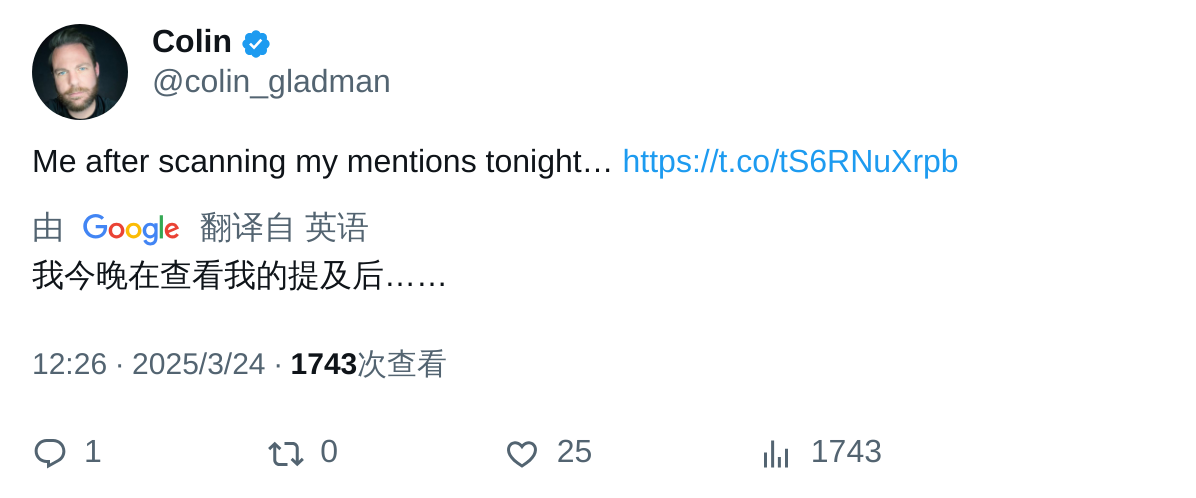 Colin
@colin_gladman
Me after scanning my mentions tonight… https://t.co/tS6RNuXrpb
由 Google 翻译自 英语
我今晚在查看我的提及后……
12:26 · 2025/3/24 · 1743次查看
1 0 25 1743